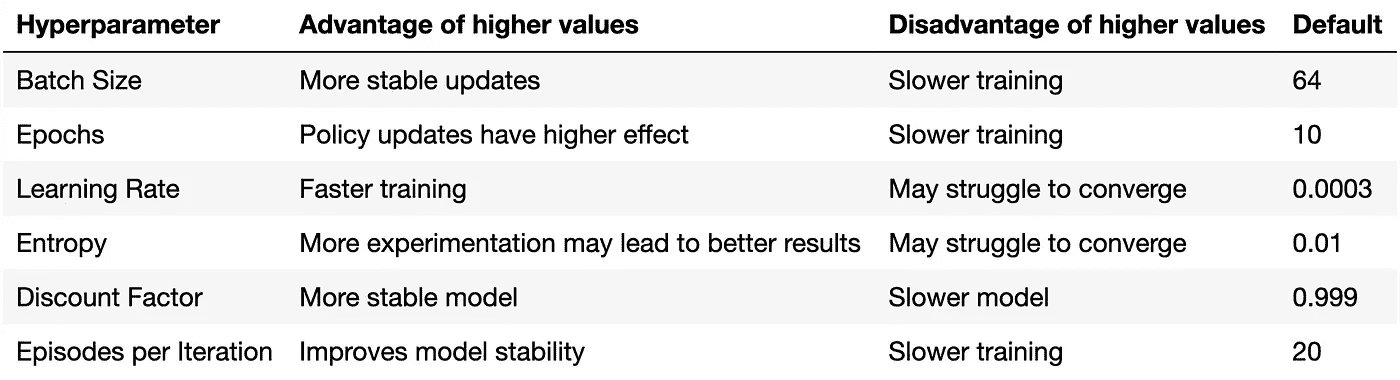 Hyperparameter Advantage of higher values Disadvantage of higher values Default
Batch Size More stable updates Slower training 64
Epochs Policy updates have higher effect Slower training 10
Learning Rate Faster training May struggle to converge 0.0003
Entropy More experimentation may lead to better results May struggle to converge 0.01
Discount Factor More stable model Slower model 0.999
Episodes per Iteration Improves model stability Slower training 20